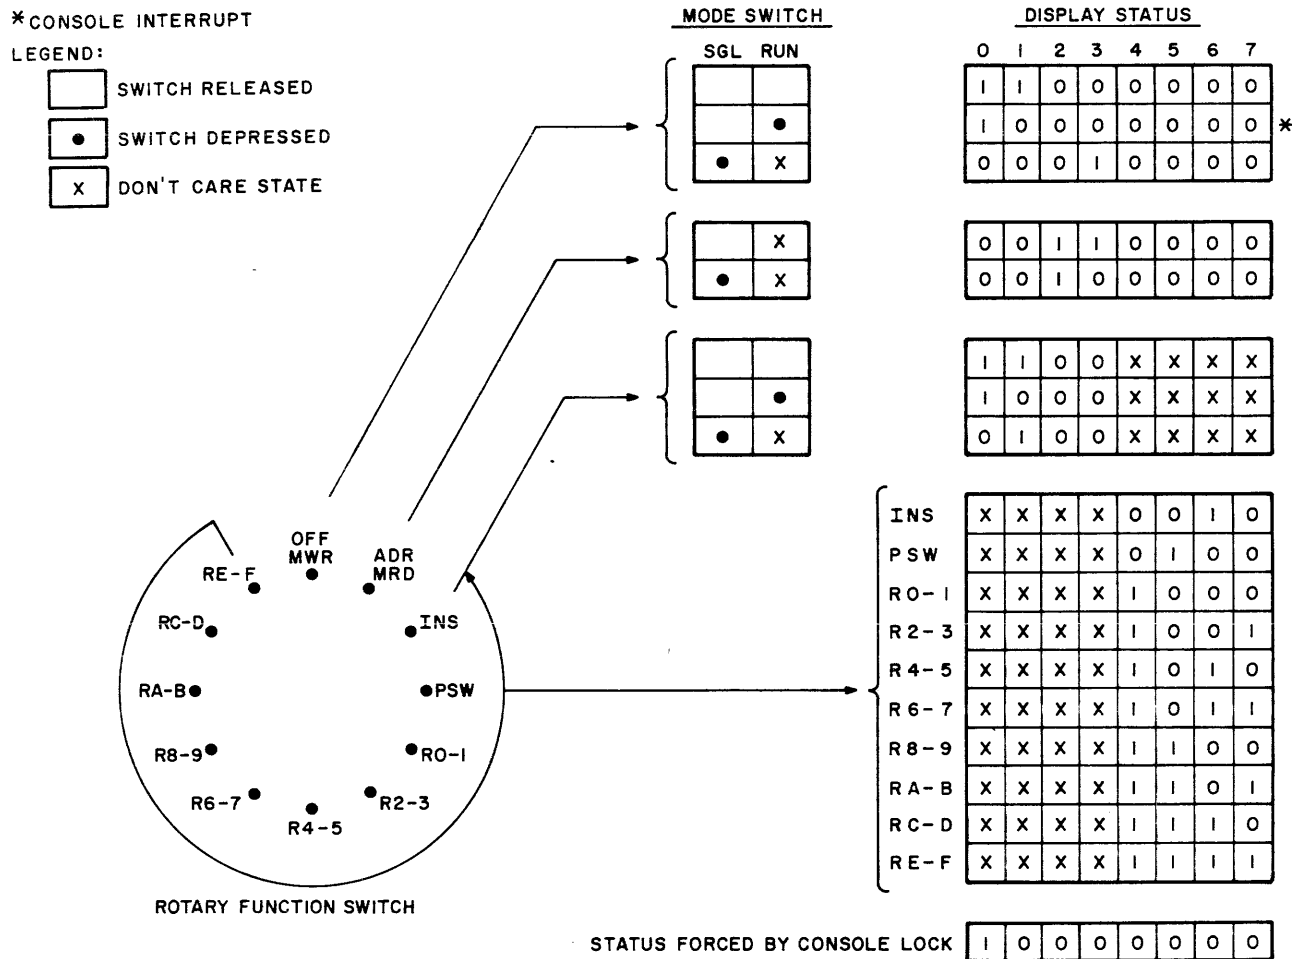 *CONSOLE INTERRUPT
LEGEND:
SWITCH RELEASED
● SWITCH DEPRESSED
X DON'T CARE STATE
MODE SWITCH
SGL RUN
●
● X
X
● X
●
● X
DISPLAY STATUS
0 1 2 3 4 5 6 7
1 1 0 0 0 0 0 0
1 0 0 0 0 0 0 0 *
0 0 0 1 0 0 0 0
0 0 1 1 0 0 0 0
0 0 1 0 0 0 0 0
1 1 0 0 X X X X
1 0 0 0 X X X X
0 1 0 0 X X X X
INS X X X X 0 0 1 0
PSW X X X X 0 1 0 0
R0-1 X X X X 1 0 0 0
R2-3 X X X X 1 0 0 1
R4-5 X X X X 1 0 1 0
R6-7 X X X X 1 0 1 1
R8-9 X X X X 1 1 0 0
RA-B X X X X 1 1 0 1
RC-D X X X X 1 1 1 0
RE-F X X X X 1 1 1 1
STATUS FORCED BY CONSOLE LOCK 1 0 0 0 0 0 0 0
OFF
MWR
ADR
MRD
INS
PSW
R0-1
R2-3
R4-5
R6-7
R8-9
RA-B
RC-D
RE-F
ROTARY FUNCTION SWITCH